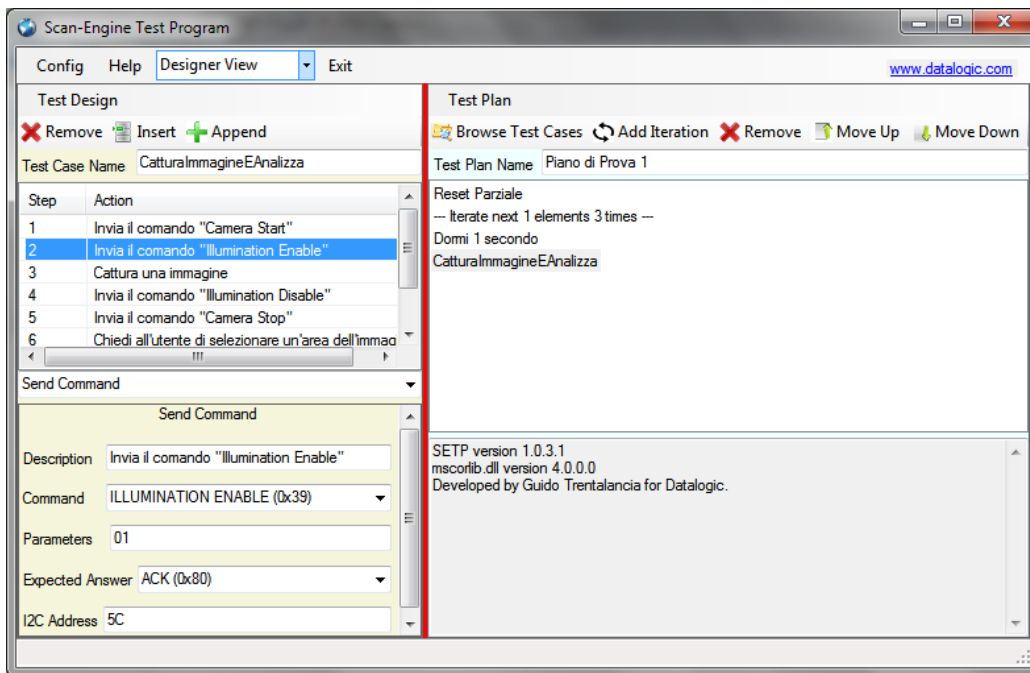 Scan-Engine Test Program
Config Help Designer View Exit
www.datalogic.com
Test Design
Remove Insert Append
Test Case Name CatturaImmagineEAnalizza
Step Action
1 Invia il comando "Camera Start"
2 Invia il comando "Illumination Enable"
3 Cattura una immagine
4 Invia il comando "Illumination Disable"
5 Invia il comando "Camera Stop"
6 Chiedi all'utente di selezionare un'area dell'immag
Send Command
Send Command
Description Invia il comando "Illumination Enable"
Command ILLUMINATION ENABLE (0x39)
Parameters 01
Expected Answer ACK (0x80)
I2C Address 5C
Test Plan
Browse Test Cases Add Iteration Remove Move Up Move Down
Test Plan Name Piano di Prova 1
Reset Parziale
--- Iterate next 1 elements 3 times ---
Dormi 1 secondo
CatturaImmagineEAnalizza
SETP version 1.0.3.1
mscorlib.dll version 4.0.0.0
Developed by Guido Trentalancia for Datalogic.